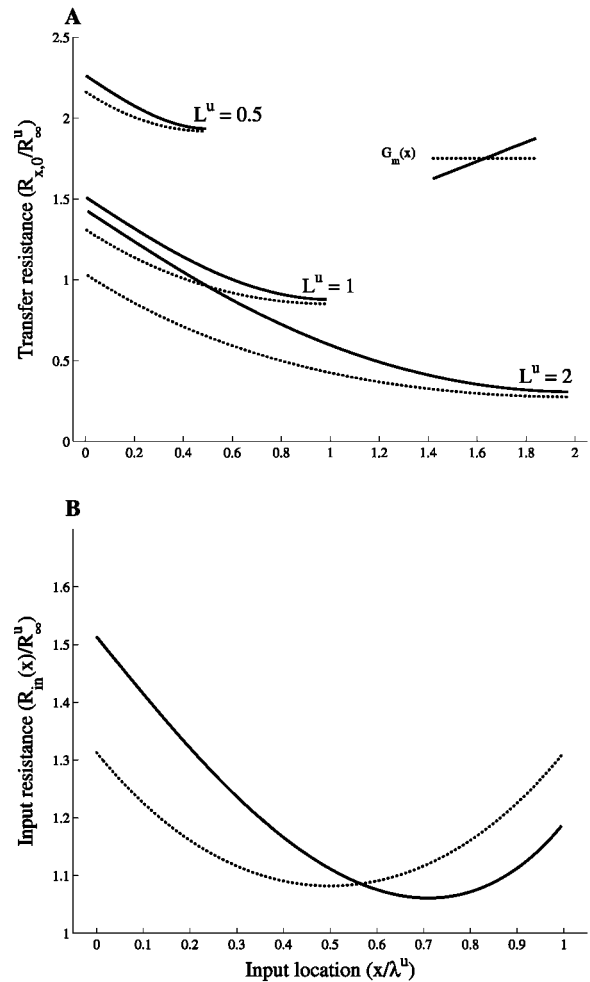 A
Transfer resistance (R_{x,0}/R^u_∞)
2.5
2
1.5
1
0.5
0
L^u = 0.5
G_m(x)
L^u = 1
L^u = 2
0 0.2 0.4 0.6 0.8 1 1.2 1.4 1.6 1.8 2
B
Input resistance (R_{in}(x)/R^u_∞)
1.6
1.5
1.4
1.3
1.2
1.1
1
0 0.1 0.2 0.3 0.4 0.5 0.6 0.7 0.8 0.9 1
Input location (x/λ^u)